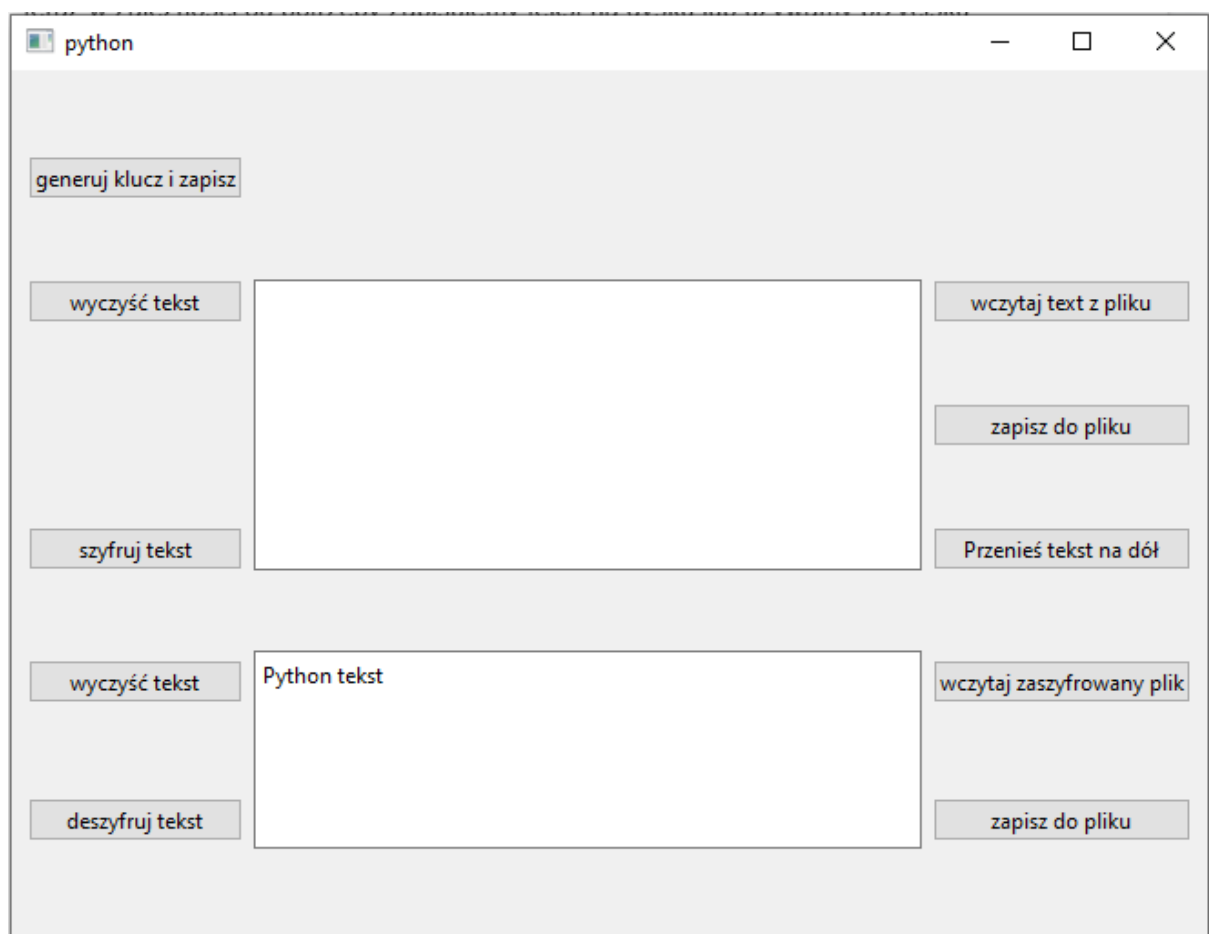 python
generuj klucz i zapisz
wyczyść tekst
wczytaj text z pliku
zapisz do pliku
szyfruj tekst
Przenieś tekst na dół
wyczyść tekst
Python tekst
wczytaj zaszyfrowany plik
deszyfruj tekst
zapisz do pliku